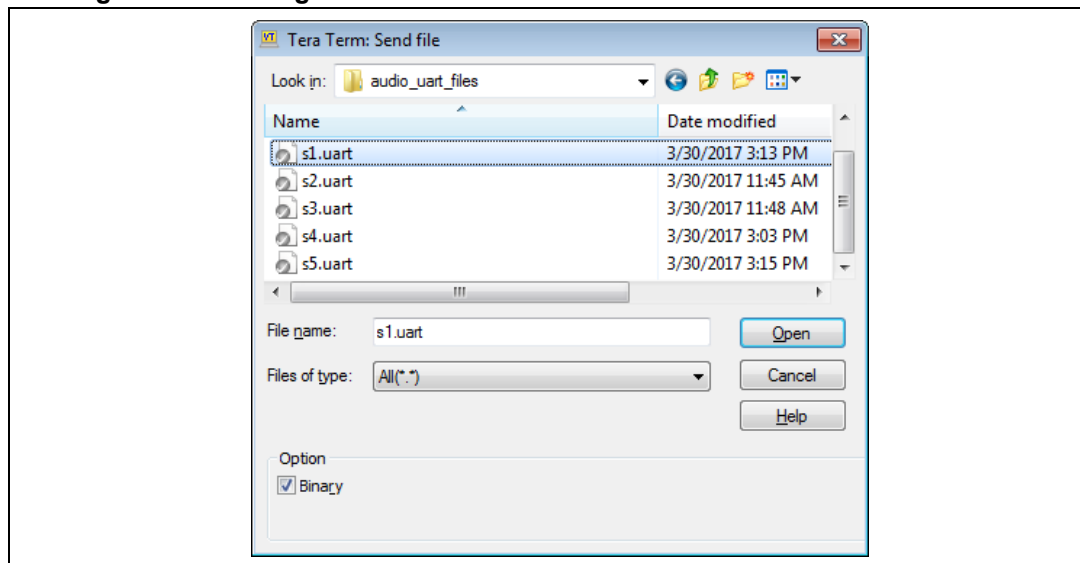 VT Tera Term: Send file
Look in: audio_uart_files
Name Date modified
s1.uart 3/30/2017 3:13 PM
s2.uart 3/30/2017 11:45 AM
s3.uart 3/30/2017 11:48 AM
s4.uart 3/30/2017 3:03 PM
s5.uart 3/30/2017 3:15 PM
File name: s1.uart Open
Files of type: All(*.*) Cancel
Help
Option
Binary